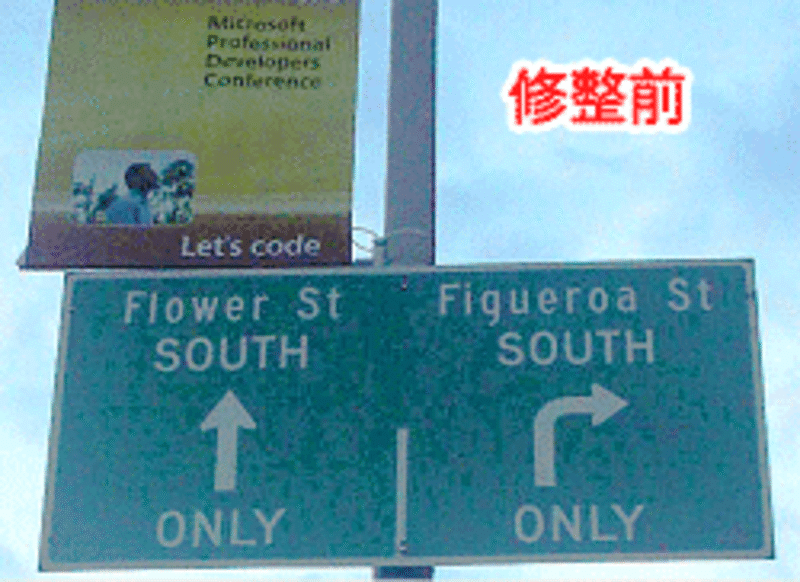 Microsoft
Professional
Developers
Conference
修整前
Let's code
Flower St
SOUTH
ONLY
Figueroa St
SOUTH
ONLY